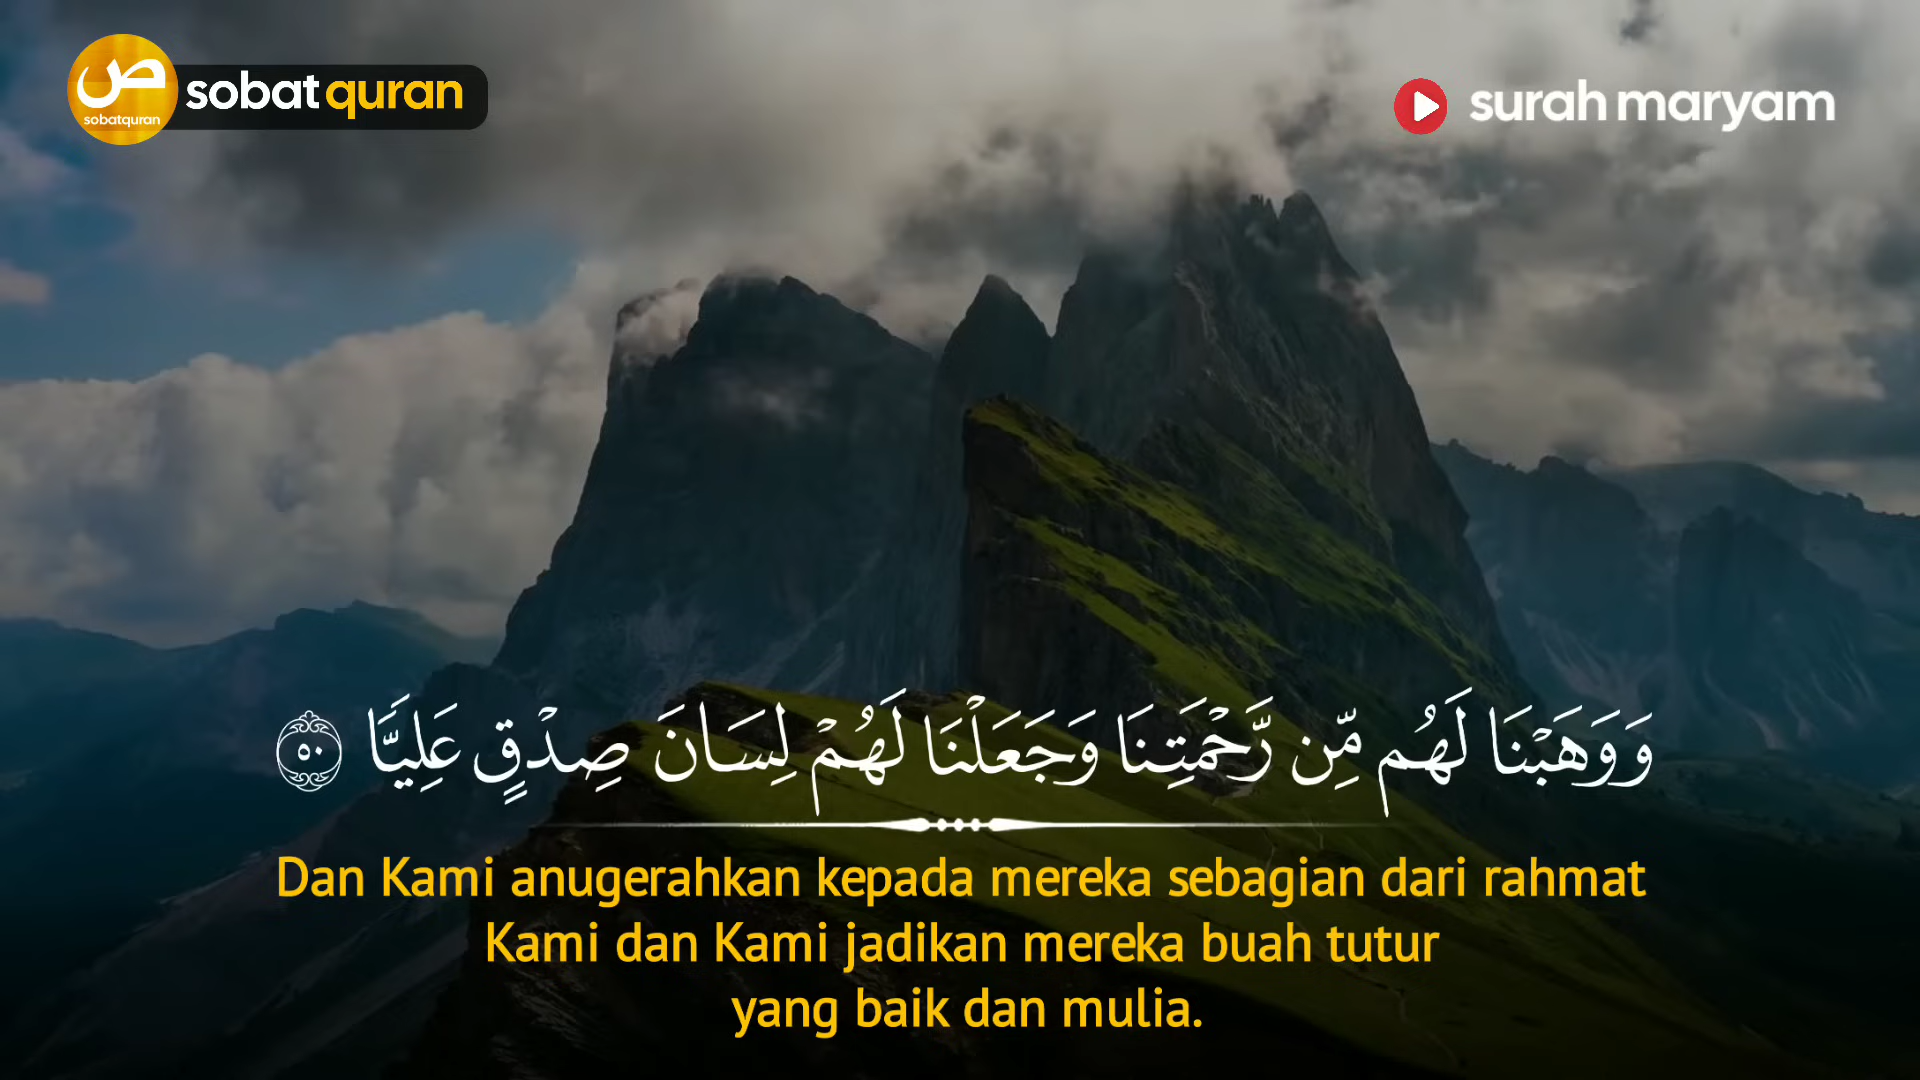 ص
sobatquran
sobat quran
surah maryam
وَوَهَبْنَا لَهُم مِّن رَّحْمَتِنَا وَجَعَلْنَا لَهُمْ لِسَانَ صِدْقٍ عَلِيًّا ٥٠
Dan Kami anugerahkan kepada mereka sebagian dari rahmat
Kami dan Kami jadikan mereka buah tutur
yang baik dan mulia.